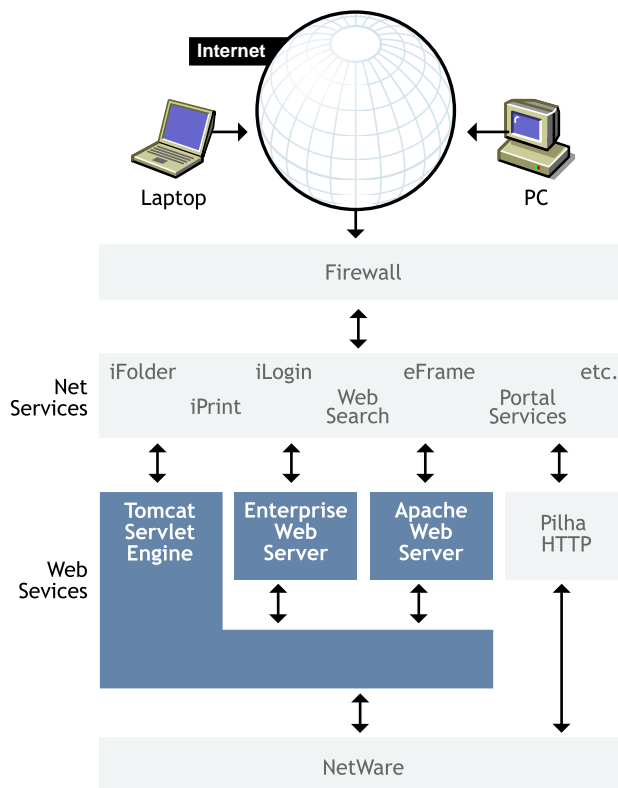 Internet
Laptop
PC
Firewall
Net
Services
iFolder
iLogin
eFrame
etc.
iPrint
Web
Search
Portal
Services
Web
Sevices
Tomcat
Servlet
Engine
Enterprise
Web
Server
Apache
Web
Server
Pilha
HTTP
NetWare